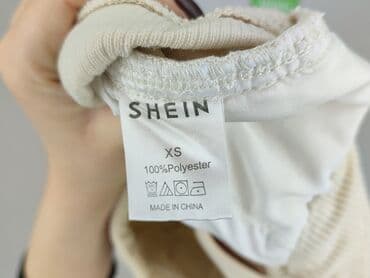 SHEIN
XS
100%Polyester
MADE IN CHINA